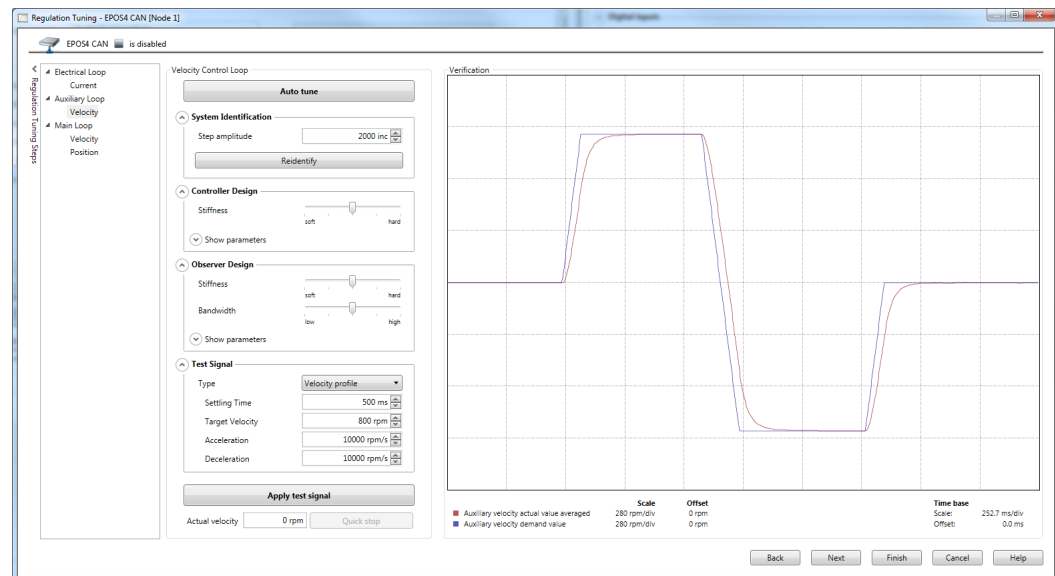 Regulation Tuning - EPOS4 CAN [Node 1]
Digital inputs
EPOS4 CAN is disabled
Regulation Tuning Steps
Electrical Loop
Current
Auxiliary Loop
Velocity
Main Loop
Velocity
Position
Velocity Control Loop
Auto tune
System Identification
Step amplitude 2000 inc
Reidentify
Controller Design
Stiffness
soft hard
Show parameters
Observer Design
Stiffness
soft hard
Bandwidth
low high
Show parameters
Test Signal
Type Velocity profile
Settling Time 500 ms
Target Velocity 800 rpm
Acceleration 10000 rpm/s
Deceleration 10000 rpm/s
Apply test signal
Actual velocity 0 rpm Quick stop
Verification
Scale Offset Time base
Auxiliary velocity actual value averaged 280 rpm/div 0 rpm Scale: 252.7 ms/div
Auxiliary velocity demand value 280 rpm/div 0 rpm Offset: 0.0 ms
Back Next Finish Cancel Help